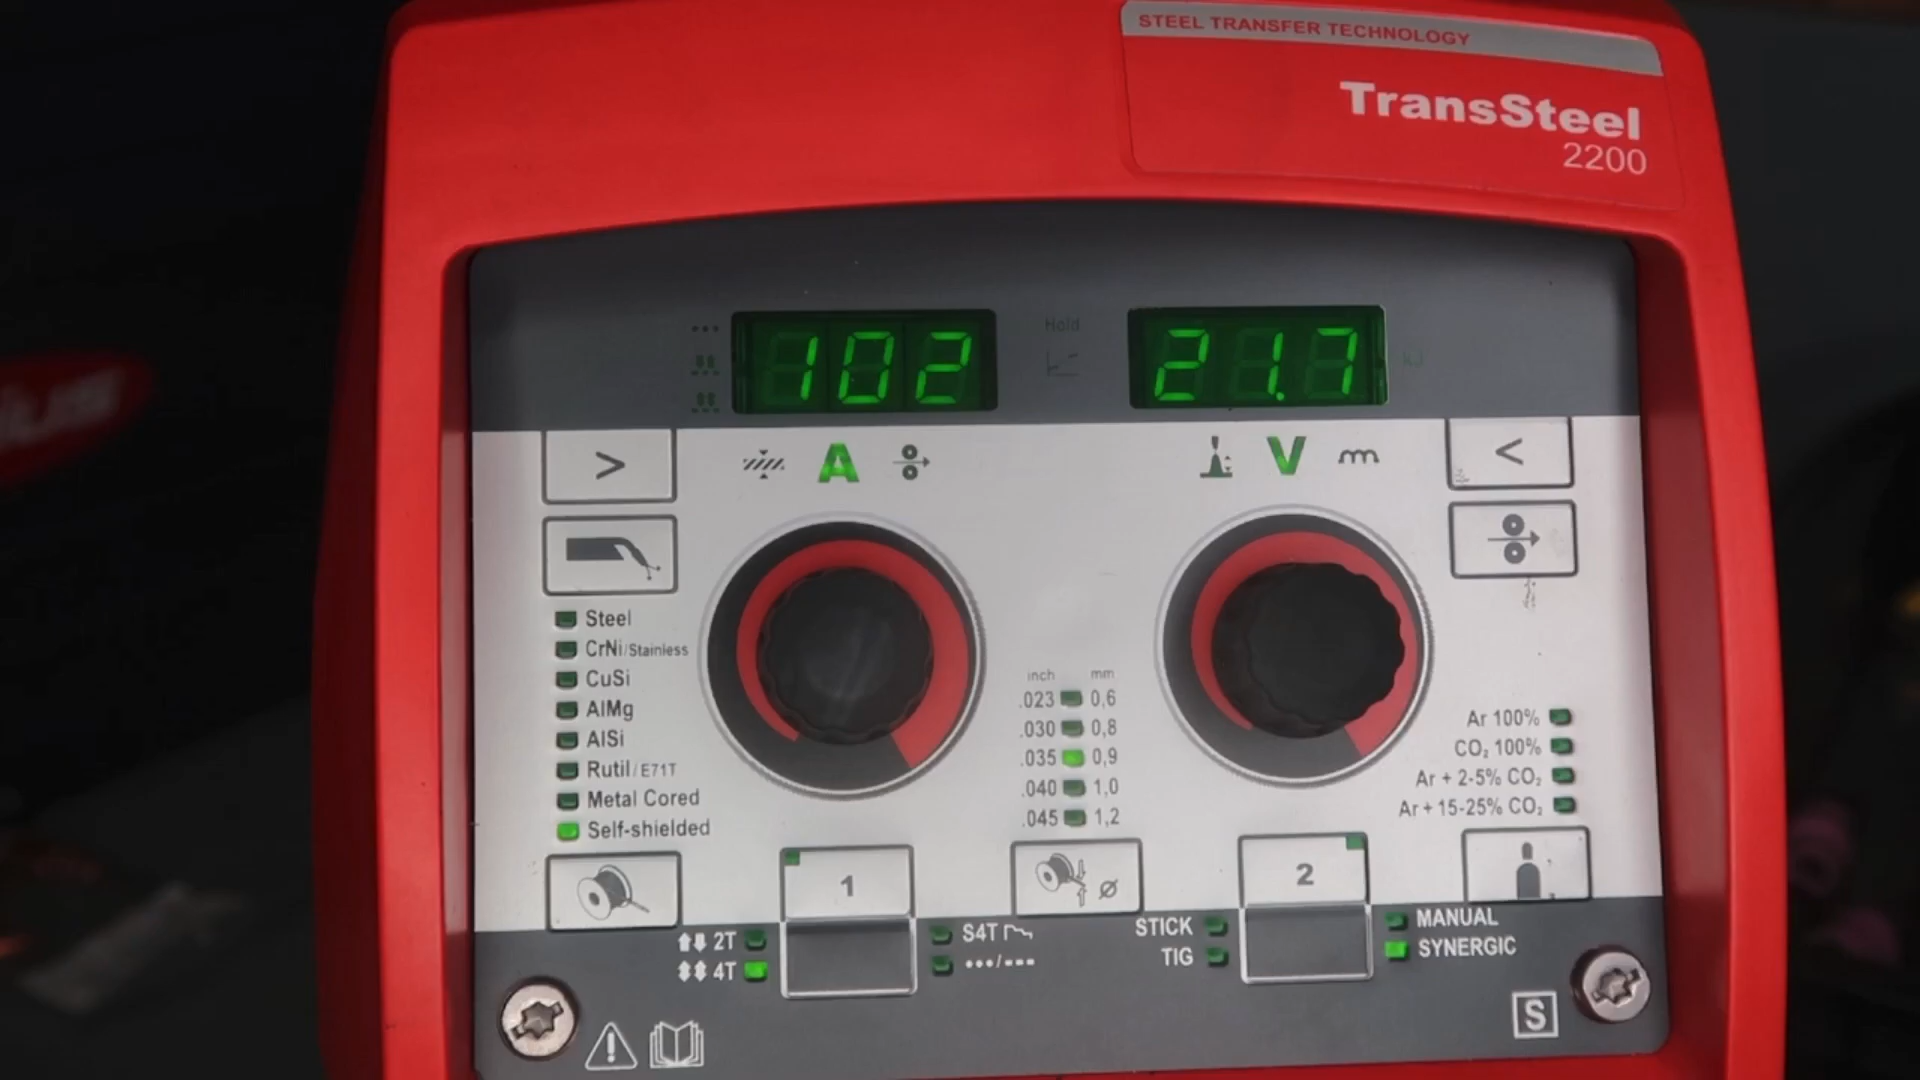 STEEL TRANSFER TECHNOLOGY
TransSteel
2200
102
Hold
21.7
kJ
> A V <
Steel
CrNi/Stainless
CuSi
AlMg
AlSi
Rutil/E71T
Metal Cored
Self-shielded
inch mm
.023 0,6
.030 0,8
.035 0,9
.040 1,0
.045 1,2
Ar 100%
CO₂ 100%
Ar + 2-5% CO₂
Ar + 15-25% CO₂
1
Ø
2
2T
4T
S4T
•••/---
STICK
TIG
MANUAL
SYNERGIC
S